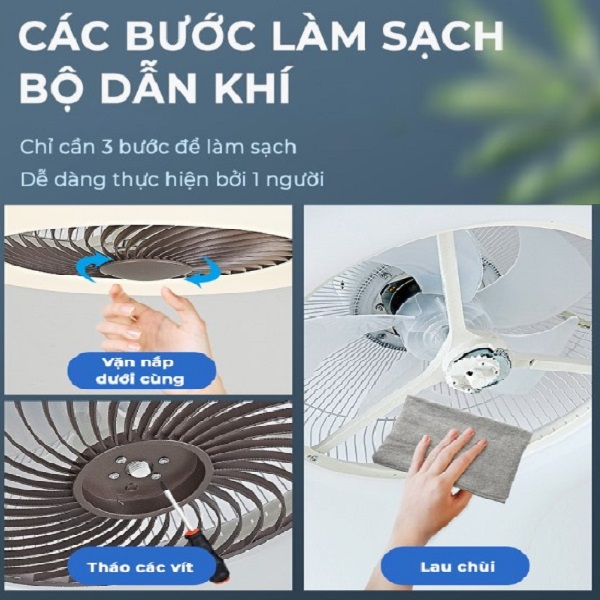 CÁC BƯỚC LÀM SẠCH
BỘ DẪN KHÍ
Chỉ cần 3 bước để làm sạch
Dễ dàng thực hiện bởi 1 người
Vặn nắp
dưới cùng
Tháo các vít
Lau chùi